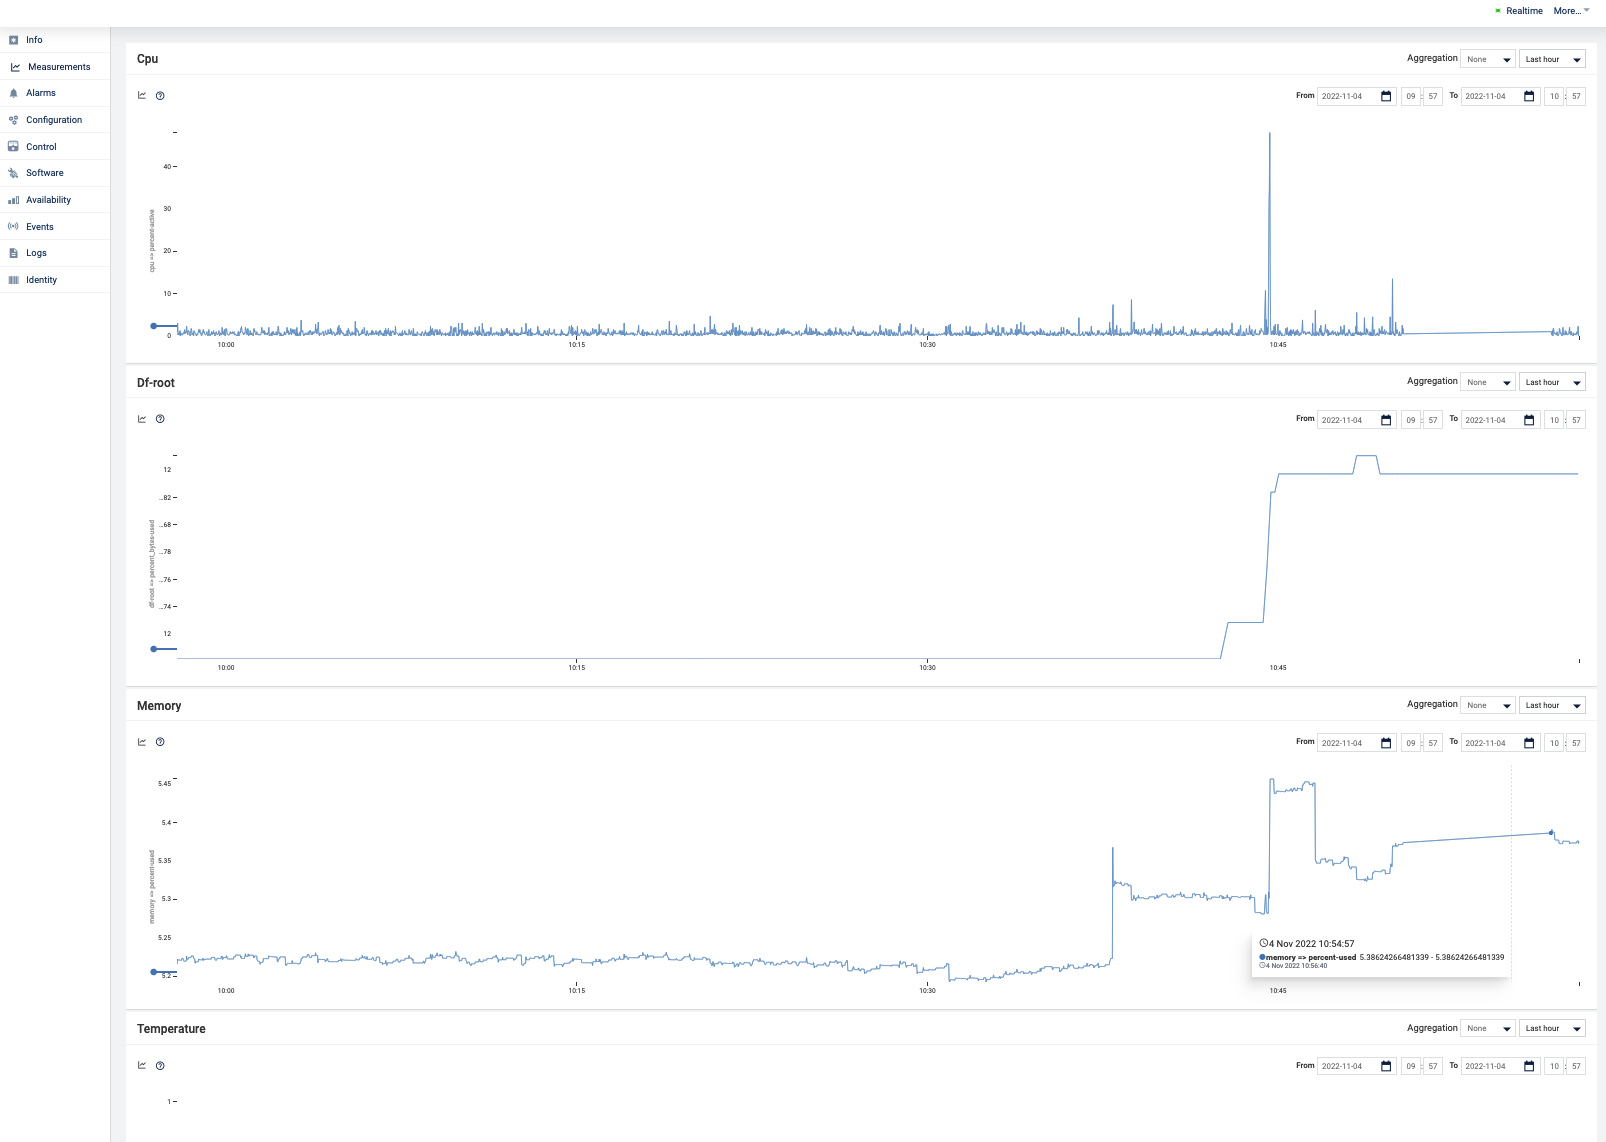 Realtime More...
Info
Measurements
Alarms
Configuration
Control
Software
Availability
Events
Logs
Identity
Cpu
Aggregation None Last hour
From 2022-11-04 09 : 57 To 2022-11-04 10 : 57
40
30
20
10
0
cpu => percent-active
10:00 10:15 10:30 10:45
Df-root
Aggregation None Last hour
From 2022-11-04 09 : 57 To 2022-11-04 10 : 57
12
...82
...68
...78
...76
...74
12
df-root => percent_bytes-used
10:00 10:15 10:30 10:45
Memory
Aggregation None Last hour
From 2022-11-04 09 : 57 To 2022-11-04 10 : 57
5.45
5.4
5.35
5.3
5.25
5.2
memory => percent-used
4 Nov 2022 10:54:57
memory => percent-used 5.38624266481339 - 5.38624266481339
4 Nov 2022 10:56:40
10:00 10:15 10:30 10:45
Temperature
Aggregation None Last hour
From 2022-11-04 09 : 57 To 2022-11-04 10 : 57
1